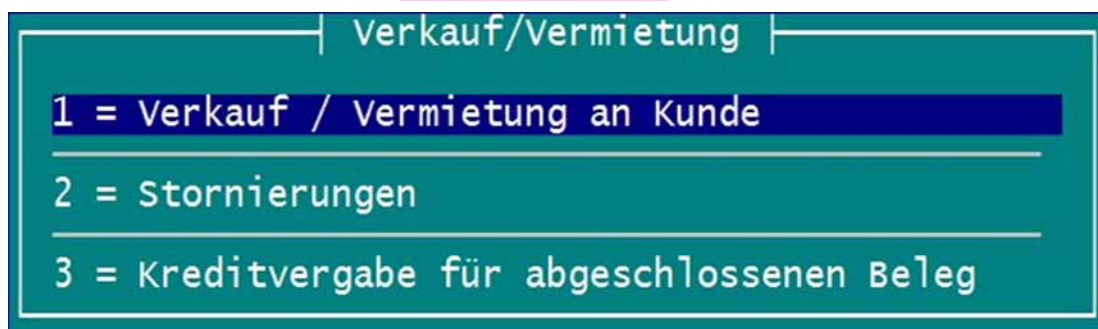 Verkauf/Vermietung
1 = Verkauf / Vermietung an Kunde
2 = Stornierungen
3 = Kreditvergabe für abgeschlossenen Beleg